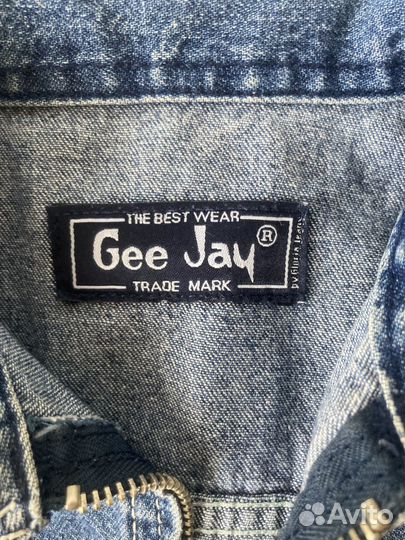 THE BEST WEAR
Gee Jay®
TRADE MARK
Avito